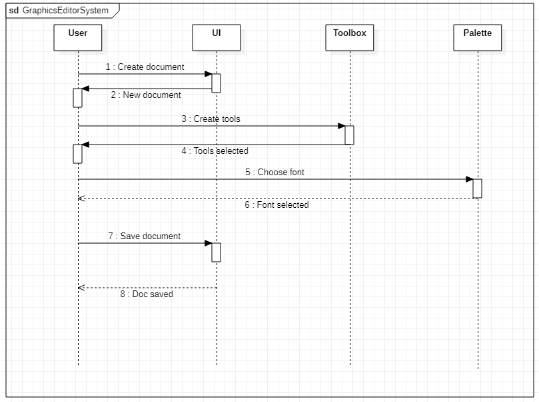 sd GraphicsEditorSystem
User
UI
Toolbox
Palette
1 : Create document
2 : New document
3 : Create tools
4 : Tools selected
5 : Choose font
6 : Font selected
7 : Save document
8 : Doc saved